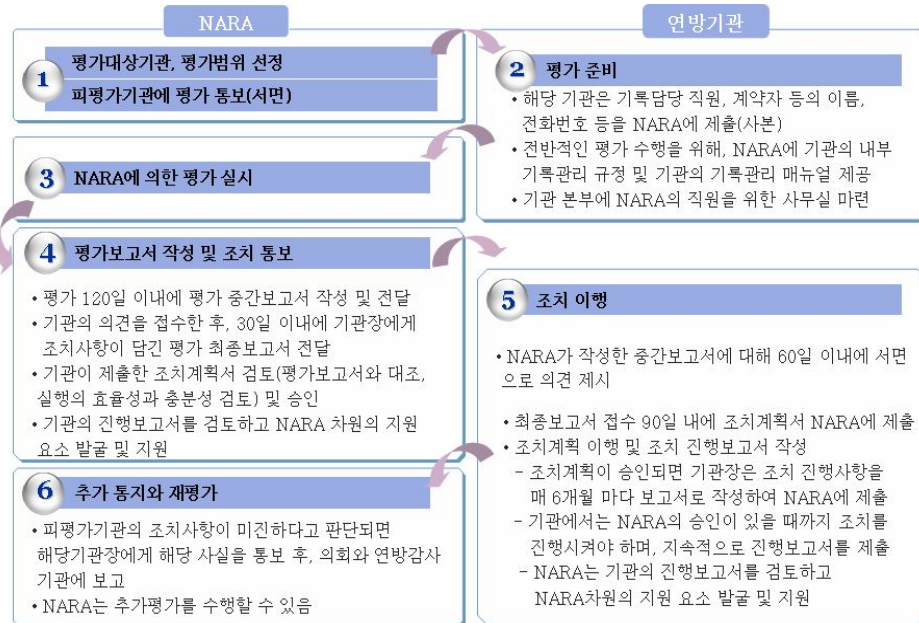 NARA
연방기관
1
평가대상기관, 평가범위 선정
피평가기관에 평가 통보(서면)
2 평가 준비
• 해당 기관은 기록담당 직원, 계약자 등의 이름,
전화번호 등을 NARA에 제출(사본)
• 전반적인 평가 수행을 위해, NARA에 기관의 내부
기록관리 규정 및 기관의 기록관리 매뉴얼 제공
• 기관 본부에 NARA의 직원을 위한 사무실 마련
3 NARA에 의한 평가 실시
4 평가보고서 작성 및 조치 통보
• 평가 120일 이내에 평가 중간보고서 작성 및 전달
• 기관의 의견을 접수한 후, 30일 이내에 기관장에게
조치사항이 담긴 평가 최종보고서 전달
• 기관이 제출한 조치계획서 검토(평가보고서와 대조,
실행의 효율성과 충분성 검토) 및 승인
• 기관의 진행보고서를 검토하고 NARA 차원의 지원
요소 발굴 및 지원
5 조치 이행
• NARA가 작성한 중간보고서에 대해 60일 이내에 서면
으로 의견 제시
• 최종보고서 접수 90일 내에 조치계획서 NARA에 제출
• 조치계획 이행 및 조치 진행보고서 작성
- 조치계획이 승인되면 기관장은 조치 진행사항을
매 6개월 마다 보고서로 작성하여 NARA에 제출
- 기관에서는 NARA의 승인이 있을 때까지 조치를
진행시켜야 하며, 지속적으로 진행보고서를 제출
- NARA는 기관의 진행보고서를 검토하고
NARA차원의 지원 요소 발굴 및 지원
6 추가 통지와 재평가
• 피평가기관의 조치사항이 미진하다고 판단되면
해당기관장에게 해당 사실을 통보 후, 의회와 연방감사
기관에 보고
• NARA는 추가평가를 수행할 수 있음